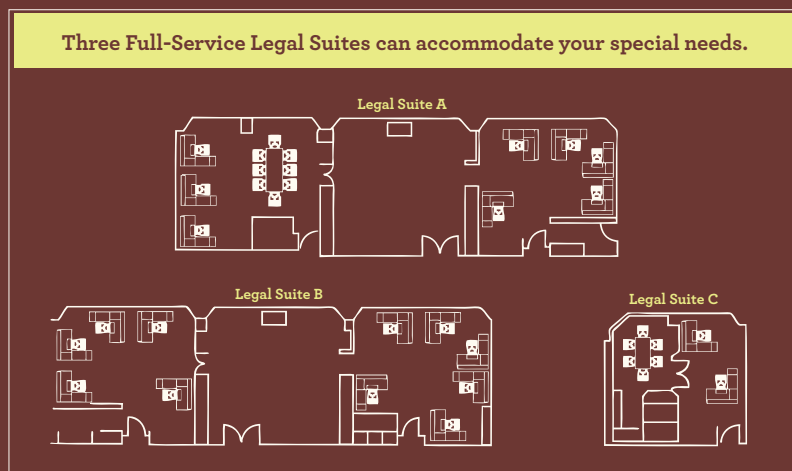 Three Full-Service Legal Suites can accommodate your special needs.
Legal Suite A
Legal Suite B
Legal Suite C